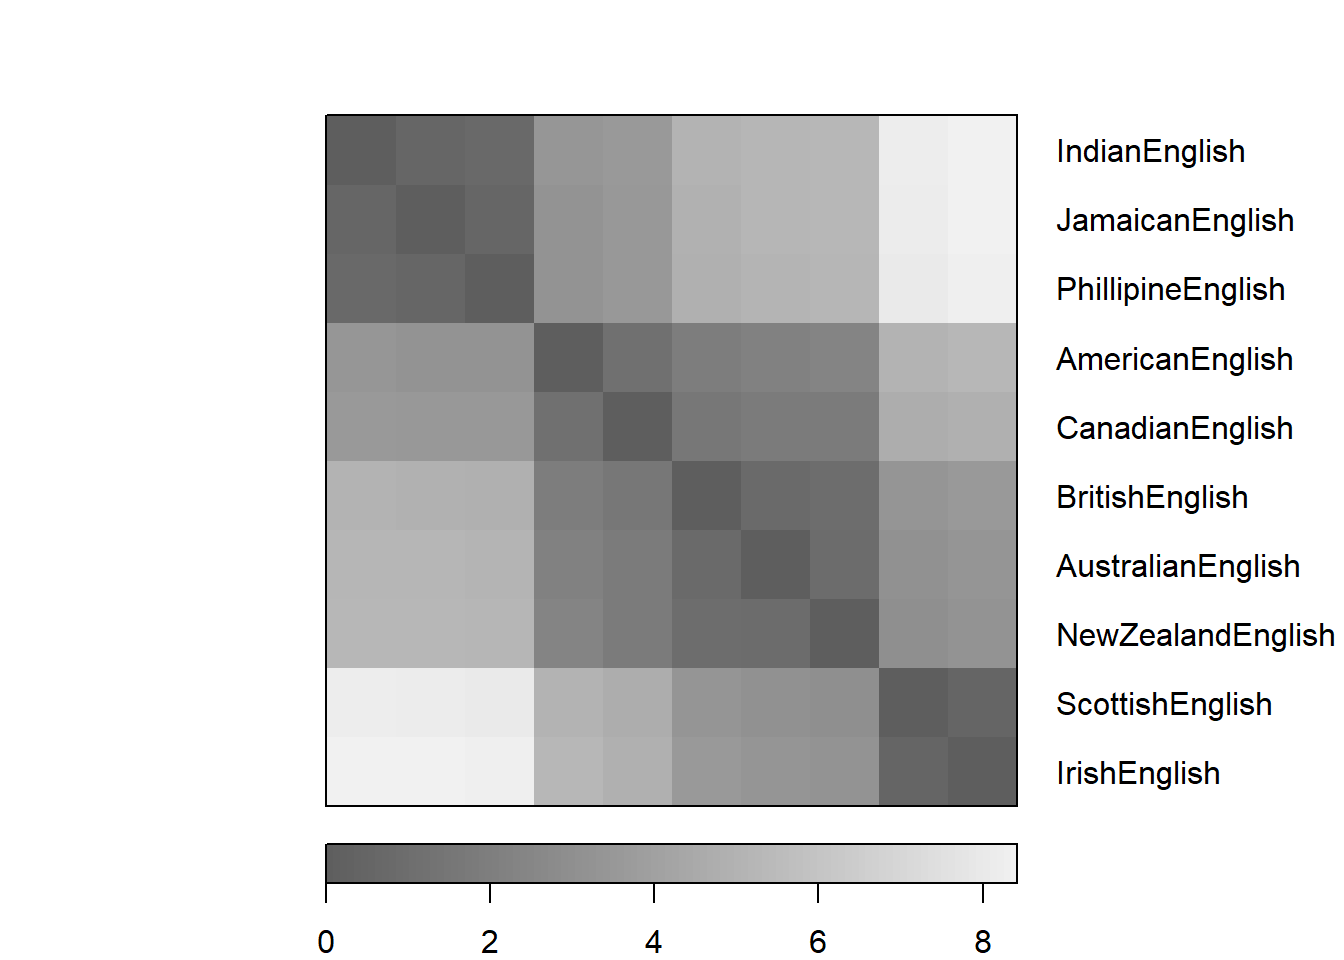 IndianEnglish
JamaicanEnglish
PhillipineEnglish
AmericanEnglish
CanadianEnglish
BritishEnglish
AustralianEnglish
NewZealandEnglish
ScottishEnglish
IrishEnglish
0 2 4 6 8